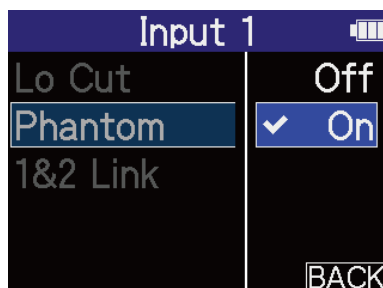 Input 1
Lo Cut
Off
Phantom
On
1&2 Link
BACK